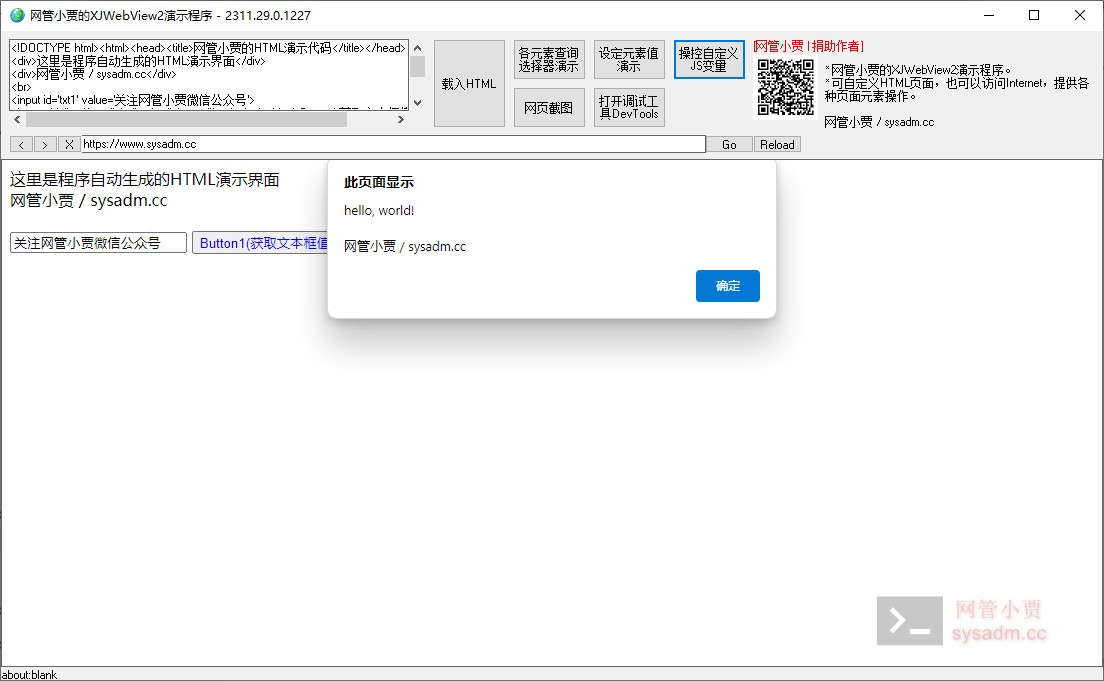 网管小贾的XJWebView2演示程序 - 2311.29.0.1227
<!DOCTYPE html><html><head><title>网管小贾的HTML演示代码</title></head>
<div>这里是程序自动生成的HTML演示界面</div>
<div>网管小贾 / sysadm.cc</div>
<br>
<input id='txt1' value='关注网管小贾微信公众号'>
载入HTML
各元素查询
选择器演示
网页截图
设定元素值
演示
打开调试工
具DevTools
操控自定义
JS变量
[网管小贾 | 捐助作者]
*网管小贾的XJWebView2演示程序。
*可自定义HTML页面，也可以访问Internet，提供各
种页面元素操作。
网管小贾 / sysadm.cc
< > X https://www.sysadm.cc Go Reload
这里是程序自动生成的HTML演示界面
网管小贾 / sysadm.cc
关注网管小贾微信公众号 Button1(获取文本框值
此页面显示
hello, world!
网管小贾 / sysadm.cc
确定
网管小贾
sysadm.cc
about:blank